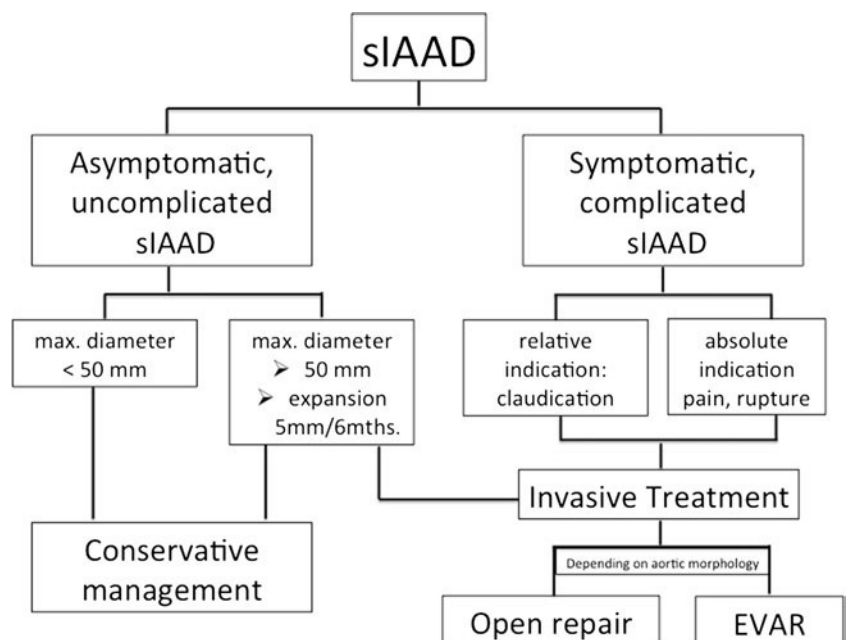 sIAAD
Asymptomatic,
uncomplicated
sIAAD
Symptomatic,
complicated
sIAAD
max. diameter
< 50 mm
max. diameter
➢ 50 mm
➢ expansion
5mm/6mths.
relative
indication:
claudication
absolute
indication
pain, rupture
Invasive Treatment
Conservative
management
Depending on aortic morphology
Open repair
EVAR